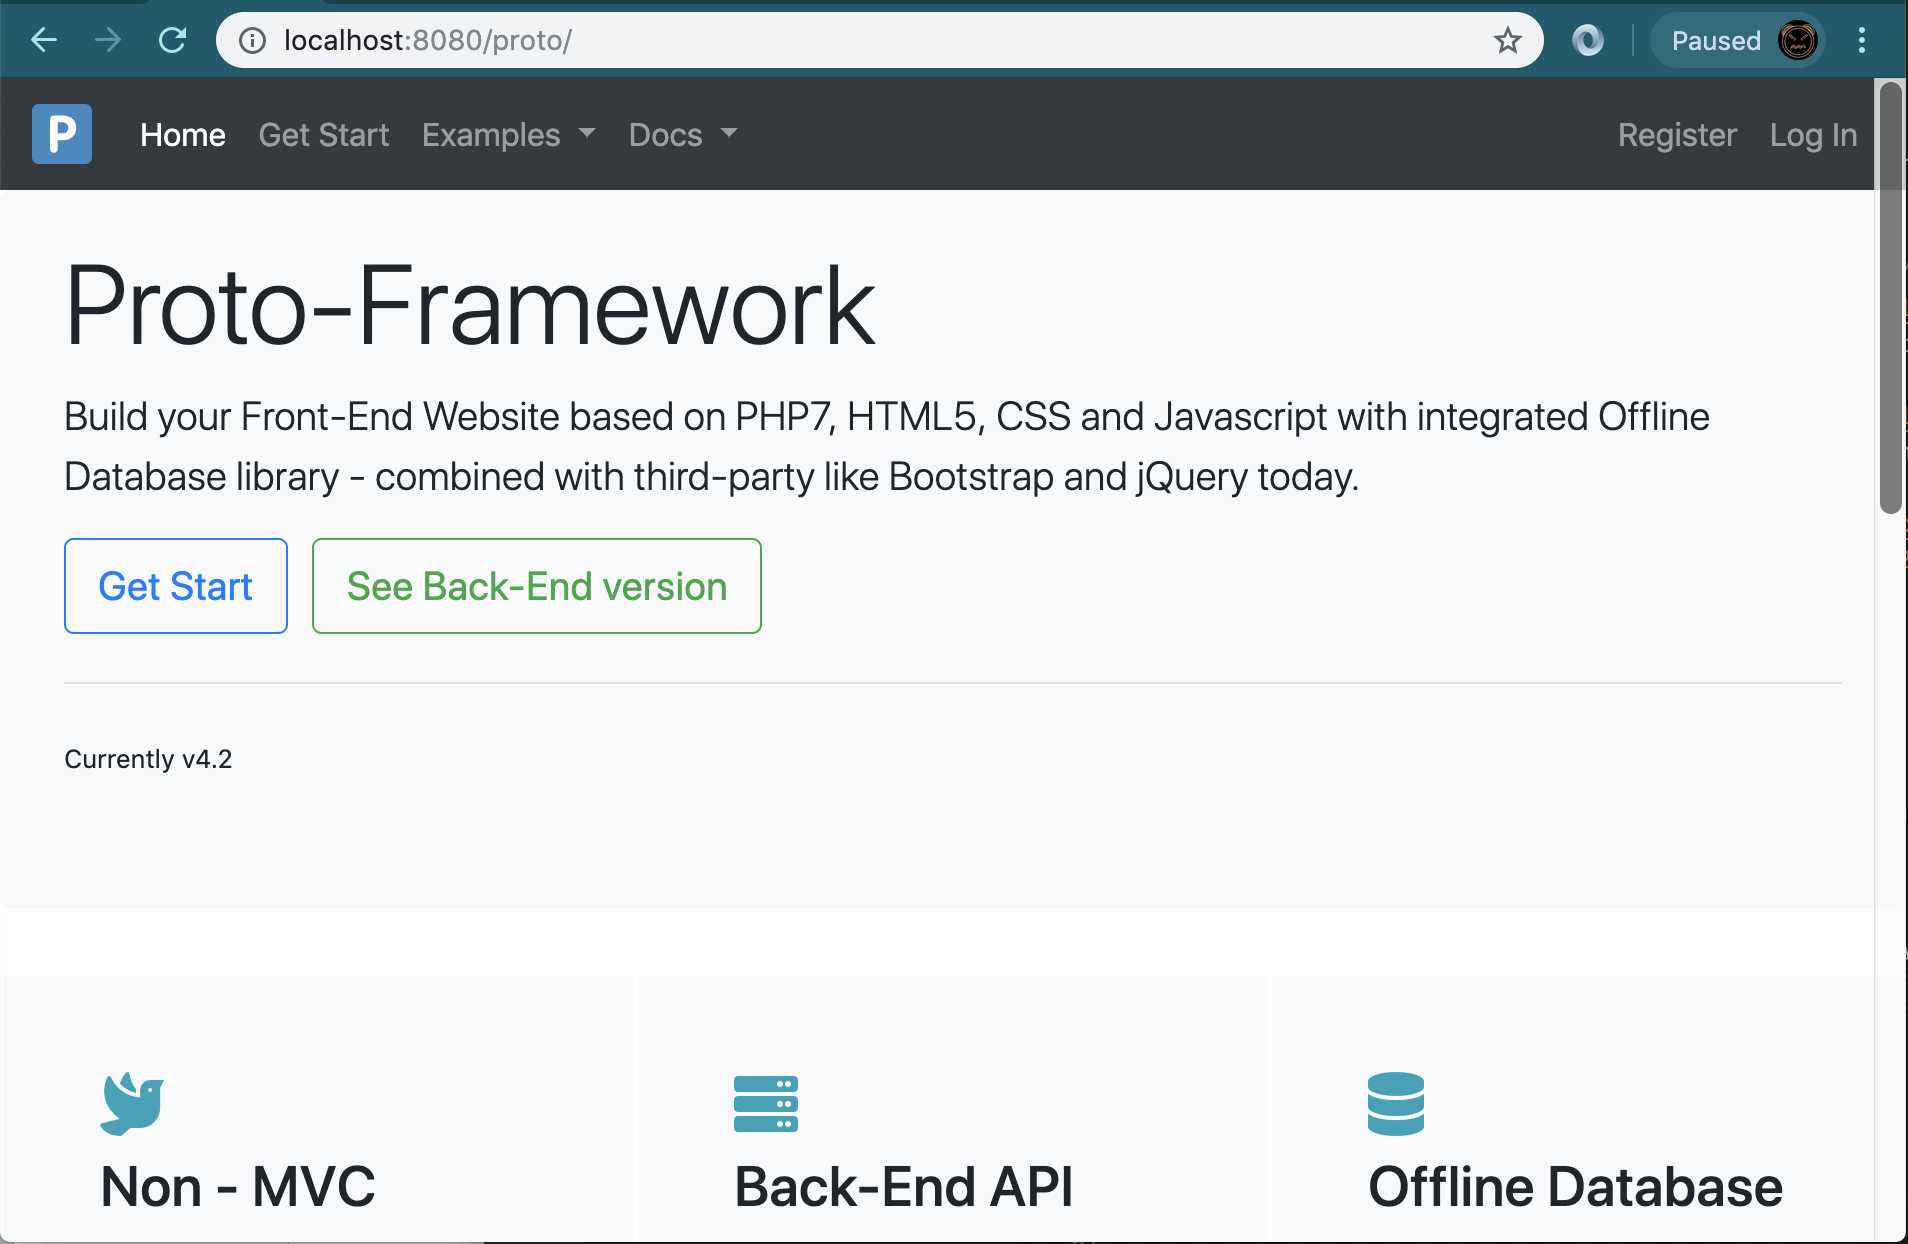 localhost:8080/proto/
Paused
P
Home Get Start Examples Docs Register Log In
Proto-Framework
Build your Front-End Website based on PHP7, HTML5, CSS and Javascript with integrated Offline
Database library - combined with third-party like Bootstrap and jQuery today.
Get Start See Back-End version
Currently v4.2
Non - MVC Back-End API Offline Database